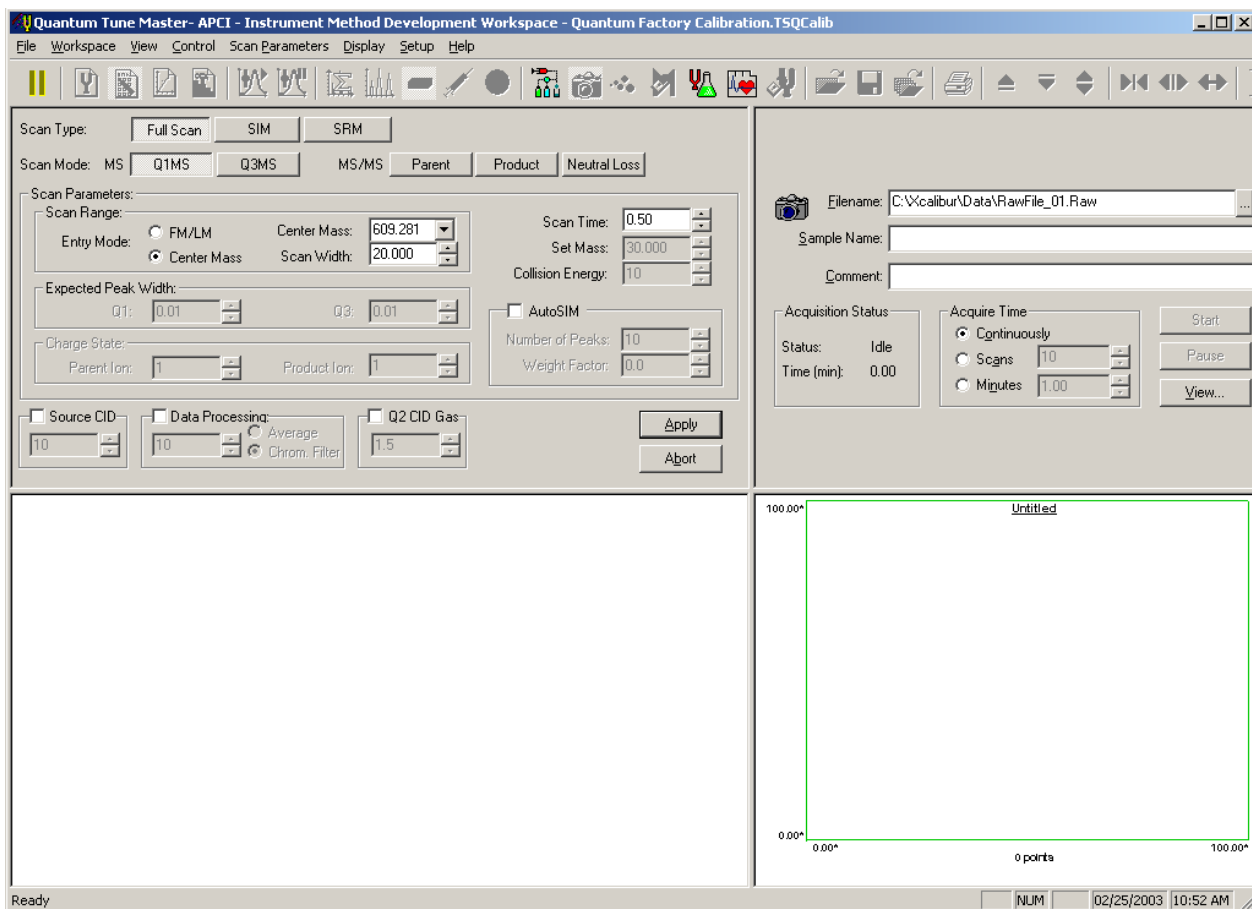 Quantum Tune Master- APCI - Instrument Method Development Workspace - Quantum Factory Calibration.TSQCalib
File Workspace View Control Scan Parameters Display Setup Help
Scan Type: Full Scan SIM SRM
Scan Mode: MS Q1MS Q3MS MS/MS Parent Product Neutral Loss
Scan Parameters:
Scan Range:
Entry Mode: FM/LM Center Mass: 609.281
Center Mass Scan Width: 20.000
Scan Time: 0.50
Set Mass: 30.000
Collision Energy: 10
Expected Peak Width:
Q1: 0.01 Q3: 0.01
Charge State:
Parent Ion: 1 Product Ion: 1
AutoSIM
Number of Peaks: 10
Weight Factor: 0.0
Source CID
10
Data Processing:
10 Average
Chrom. Filter
Q2 CID Gas
1.5
Apply
Abort
Filename: C:\Xcalibur\Data\RawFile_01.Raw ...
Sample Name:
Comment:
Acquisition Status
Status: Idle
Time (min): 0.00
Acquire Time
Continuously
Scans 10
Minutes 1.00
Start
Pause
View...
100.00* Untitled
0.00*
0.00* 100.00*
0 points
Ready NUM 02/25/2003 10:52 AM